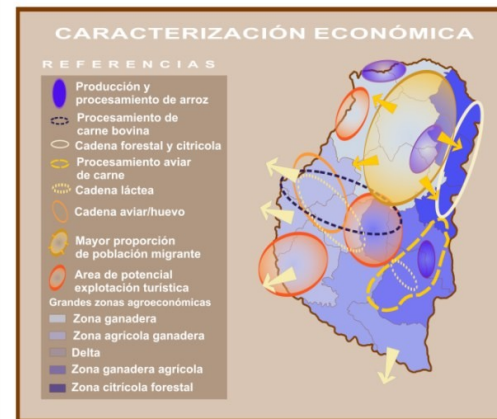 CARACTERIZACIÓN ECONÓMICA
REFERENCIAS
Producción y
procesamiento de arroz
Procesamiento de
carne bovina
Cadena forestal y citrícola
Procesamiento aviar
de carne
Cadena láctea
Cadena aviar/huevo
Mayor proporción
de población migrante
Area de potencial
explotación turística
Grandes zonas agroeconómicas
Zona ganadera
Zona agrícola ganadera
Delta
Zona ganadera agrícola
Zona citrícola forestal